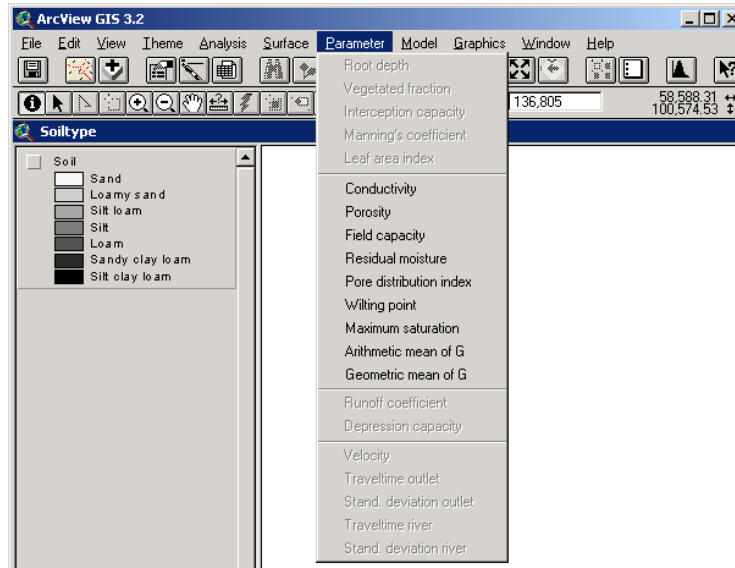 ArcView GIS 3.2
File Edit View Theme Analysis Surface Parameter Model Graphics Window Help
136,805
58,588.31
100,574.53
Soiltype
Soil
Sand
Loamy sand
Silt loam
Silt
Loam
Sandy clay loam
Silt clay loam
Root depth
Vegetated fraction
Interception capacity
Manning's coefficient
Leaf area index
Conductivity
Porosity
Field capacity
Residual moisture
Pore distribution index
Wilting point
Maximum saturation
Arithmetic mean of G
Geometric mean of G
Runoff coefficient
Depression capacity
Velocity
Traveltime outlet
Stand. deviation outlet
Traveltime river
Stand. deviation river